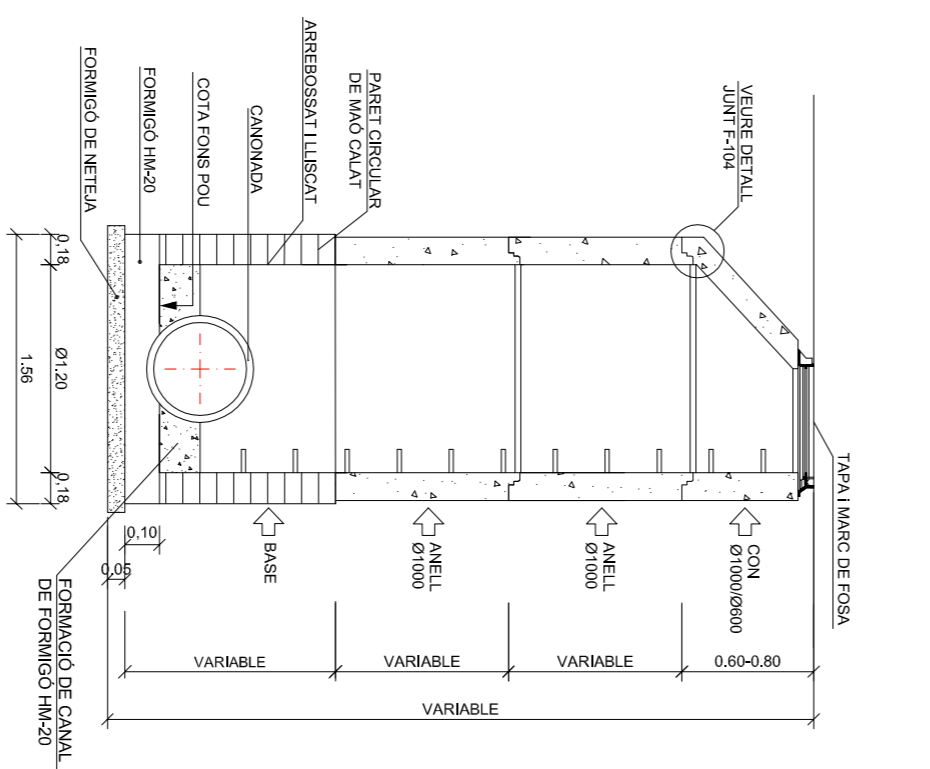 VEURE DETALL
JUNT F-104
TAPA i MARC DE FOSA
CON
Ø1000/Ø600
0.60-0.80
ANELL
Ø1000
VARIABLE
ANELL
Ø1000
VARIABLE
VARIABLE
PARET CIRCULAR
DE MAÓ CALAT
ARREBOSSAT I LLISCAT
CANONADA
COTA FONS POU
FORMIGÓ HM-20
FORMIGÓ DE NETEJA
BASE
VARIABLE
0,10
0,05
FORMACIÓ DE CANAL
DE FORMIGÓ HM-20
0,18
Ø1.20
0,18
1.56